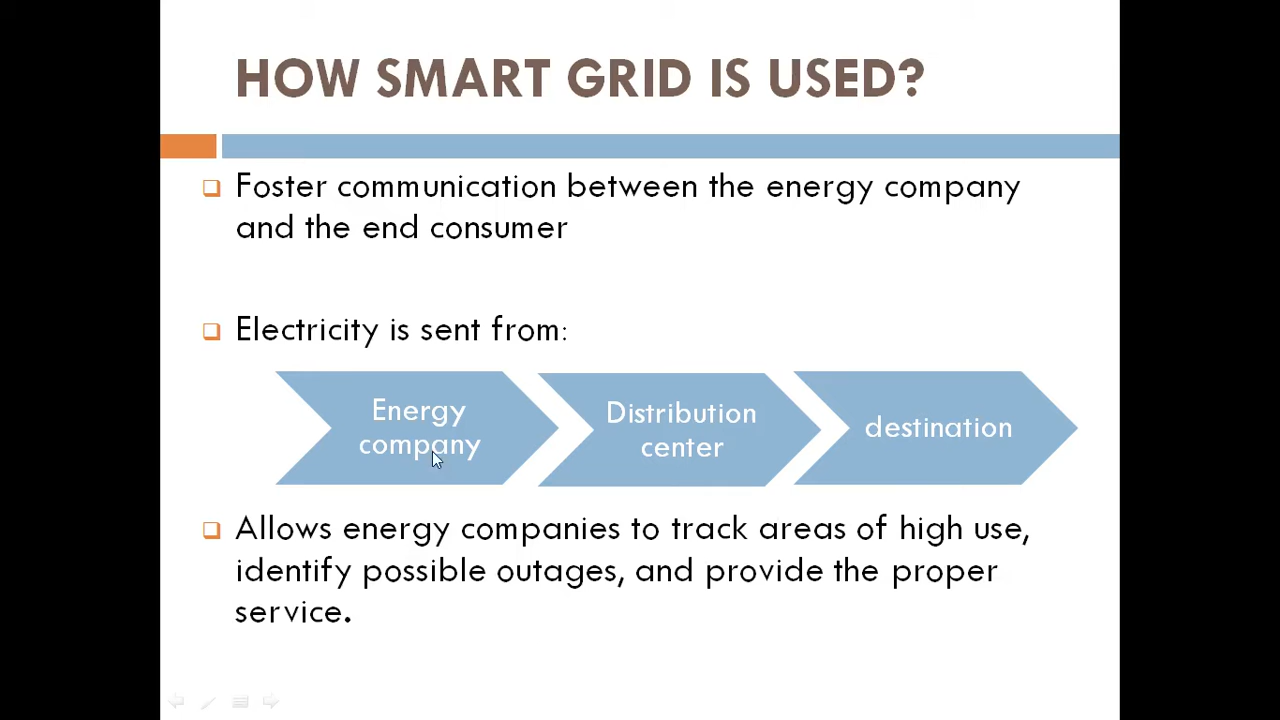 HOW SMART GRID IS USED?
Foster communication between the energy company
and the end consumer
Electricity is sent from:
Energy
company
Distribution
center
destination
Allows energy companies to track areas of high use,
identify possible outages, and provide the proper
service.